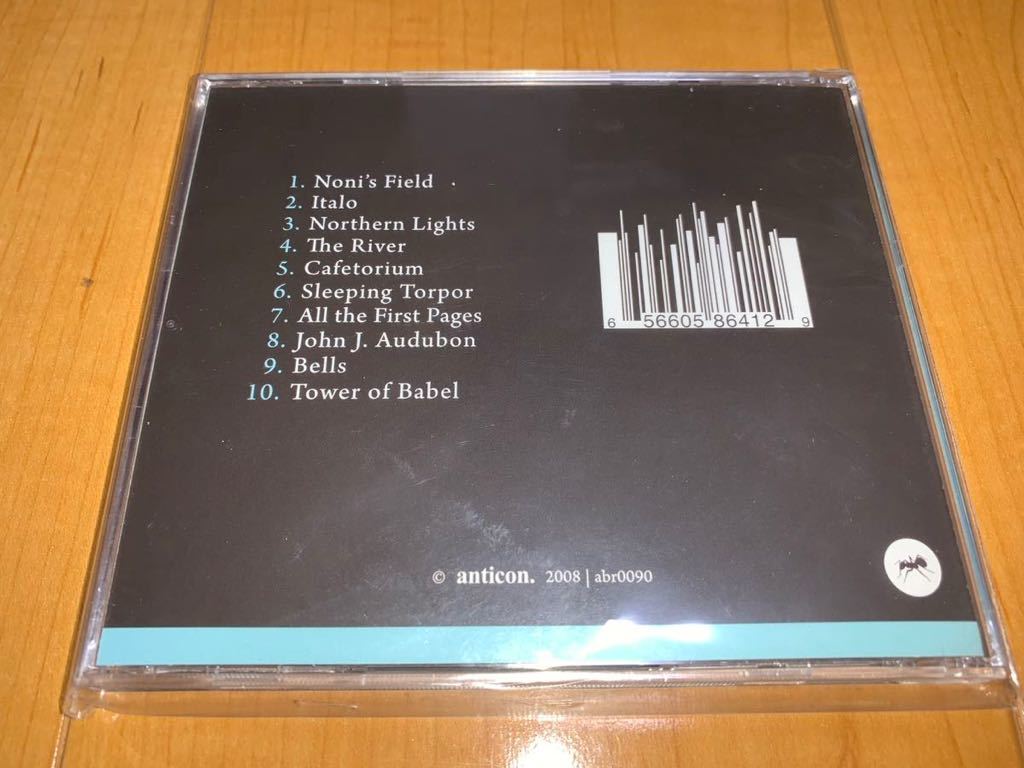 1. Noni's Field
2. Italo
3. Northern Lights
4. The River
5. Cafetorium
6. Sleeping Torpor
7. All the First Pages
8. John J. Audubon
9. Bells
10. Tower of Babel
6 56605 86412 9
© anticon. 2008 | abr0090